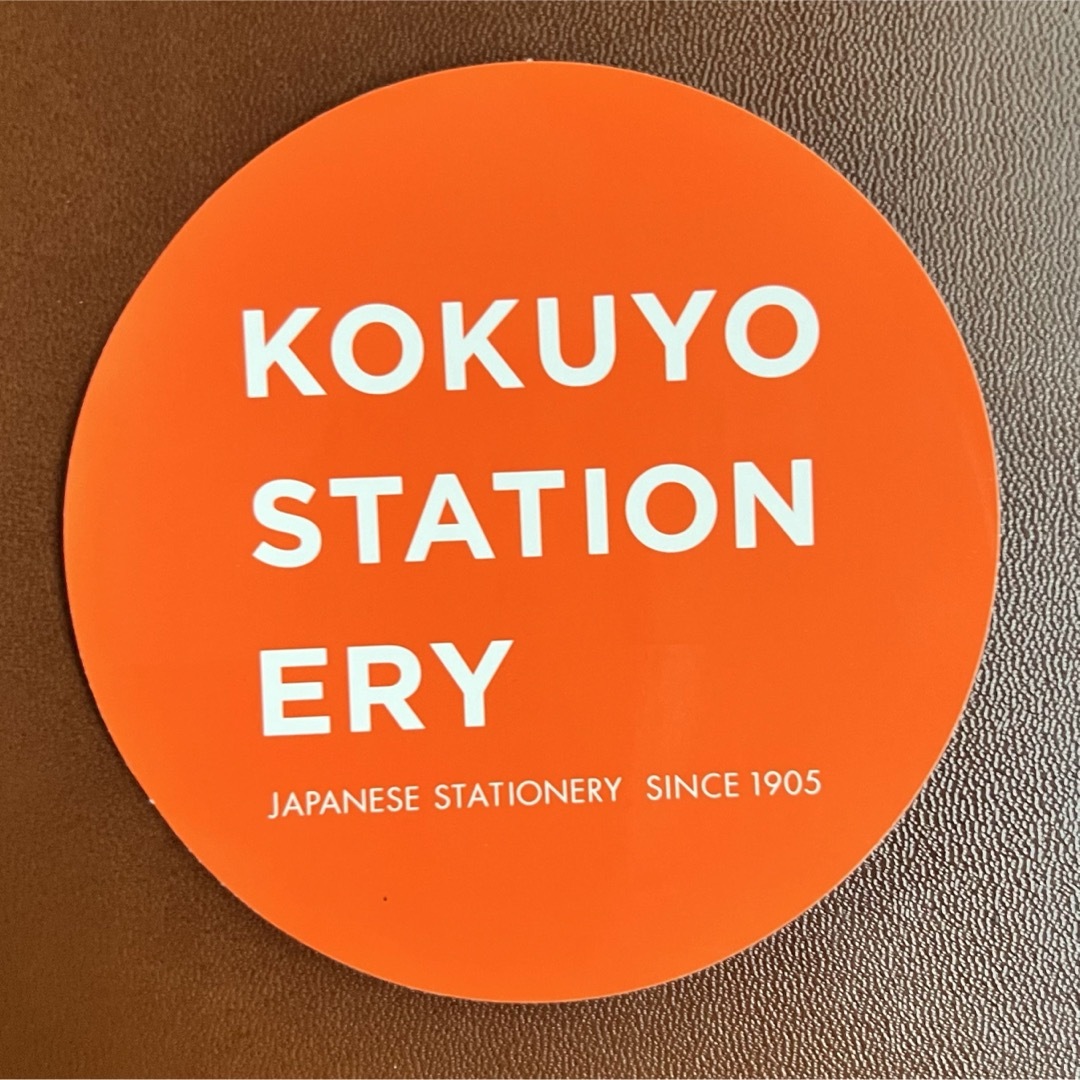 KOKUYO
STATION
ERY
JAPANESE STATIONERY SINCE 1905